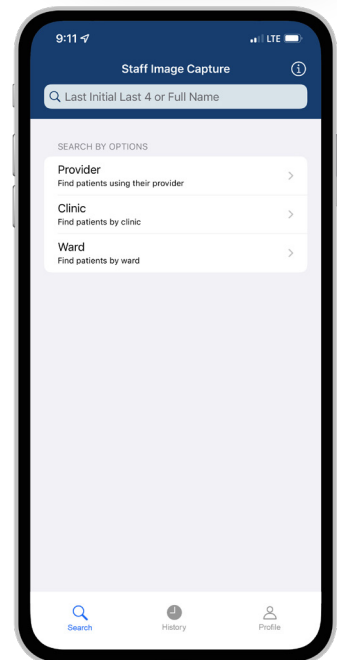 9:11 LTE
Staff Image Capture
Last Initial Last 4 or Full Name
SEARCH BY OPTIONS
Provider
Find patients using their provider
Clinic
Find patients by clinic
Ward
Find patients by ward
Search History Profile